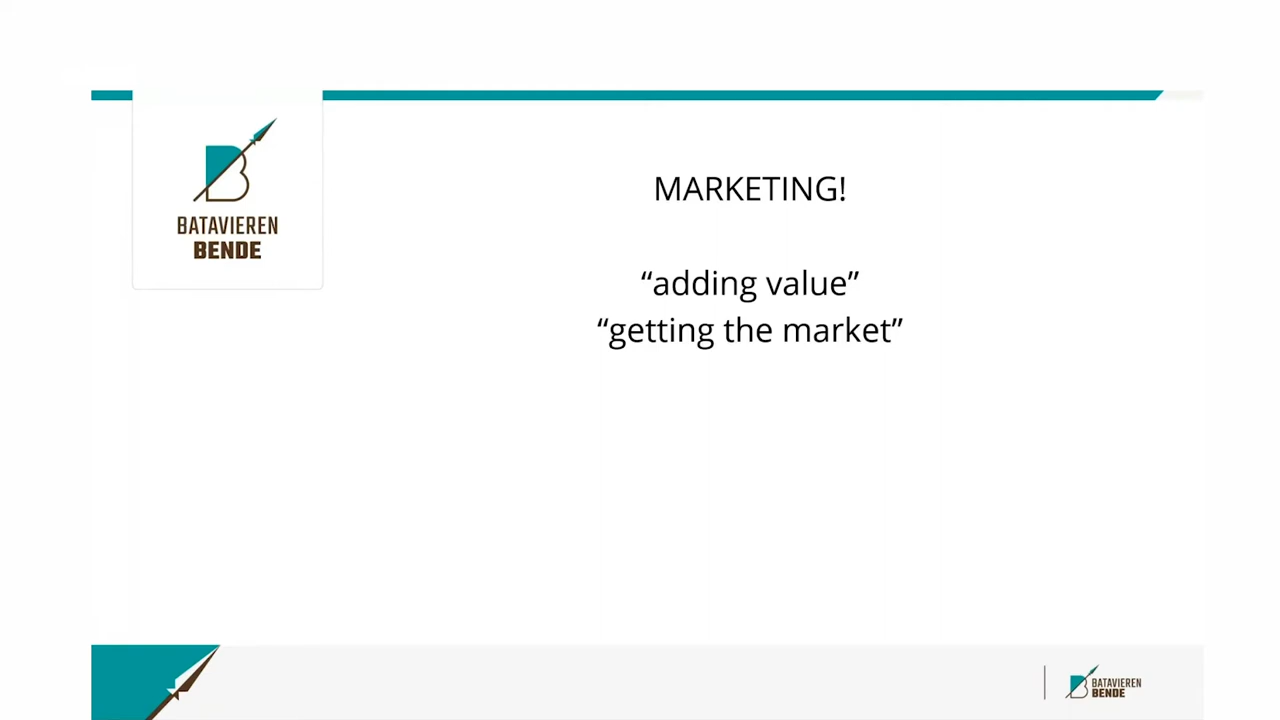 BATAVIEREN
BENDE
MARKETING!
“adding value”
“getting the market”
BATAVIEREN
BENDE